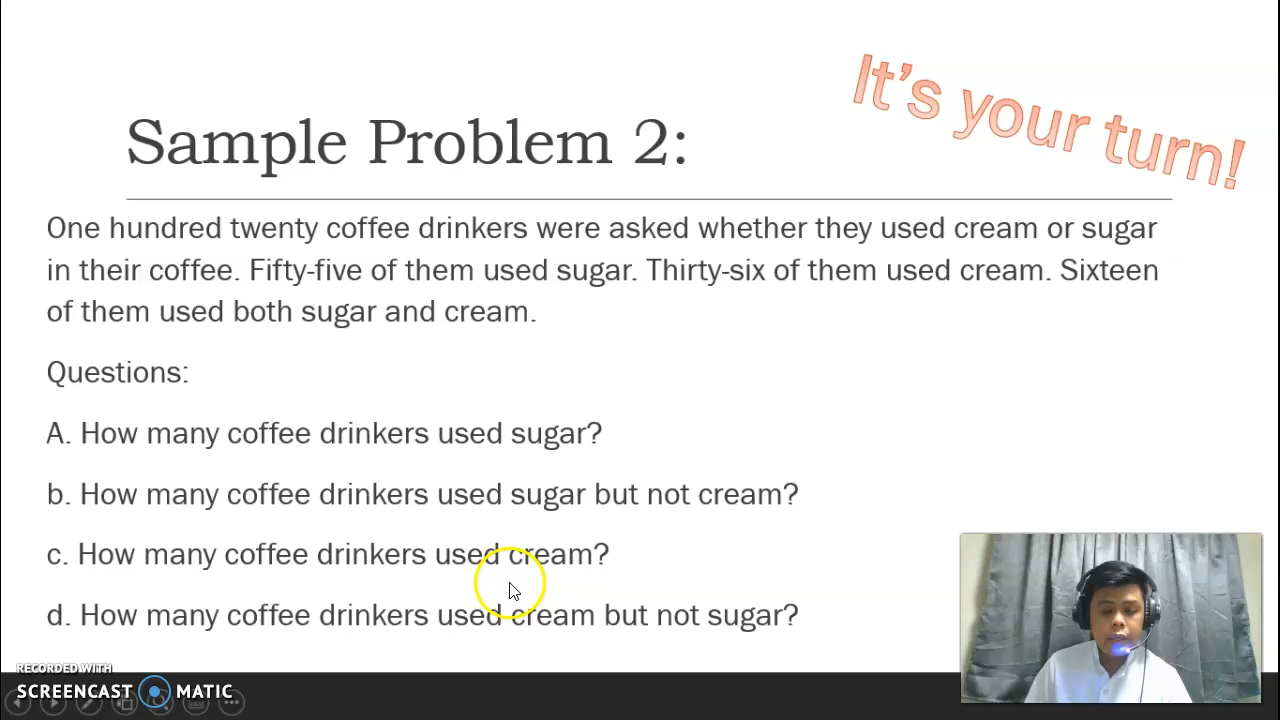 It's your turn!
Sample Problem 2:
One hundred twenty coffee drinkers were asked whether they used cream or sugar
in their coffee. Fifty-five of them used sugar. Thirty-six of them used cream. Sixteen
of them used both sugar and cream.
Questions:
A. How many coffee drinkers used sugar?
b. How many coffee drinkers used sugar but not cream?
c. How many coffee drinkers used cream?
d. How many coffee drinkers used cream but not sugar?
RECORDED WITH
SCREENCAST MATIC